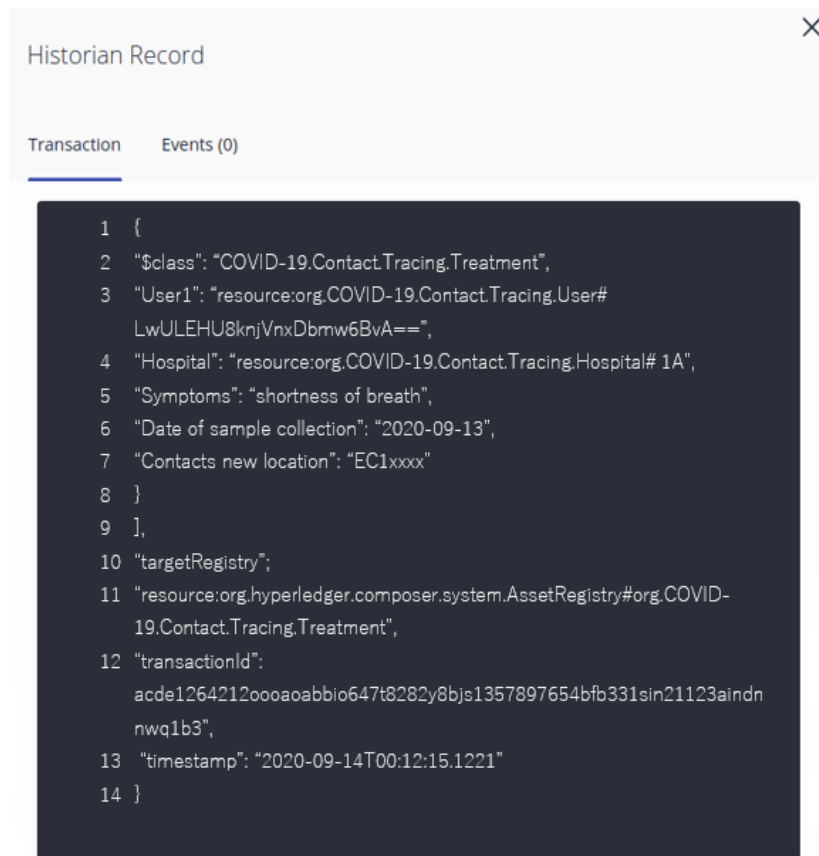 Historian Record
Transaction Events (0)
1 {
2 “$class”: “COVID-19.Contact.Tracing.Treatment”,
3 “User1”: “resource:org.COVID-19.Contact.Tracing.User#
LwULEHU8knjVnxDbmw6BvA==”,
4 “Hospital”: “resource:org.COVID-19.Contact.Tracing.Hospital# 1A”,
5 “Symptoms”: “shortness of breath”,
6 “Date of sample collection”: “2020-09-13”,
7 “Contacts new location”: “EC1xxxx”
8 }
9 ],
10 “targetRegistry”;
11 “resource:org.hyperledger.composer.system.AssetRegistry#org.COVID-
19.Contact.Tracing.Treatment”,
12 “transactionId”:
acde1264212oooaoabbio647t8282y8bjs1357897654bfb331sin21123aindn
nwq1b3”,
13 “timestamp”: “2020-09-14T00:12:15.1221”
14 }